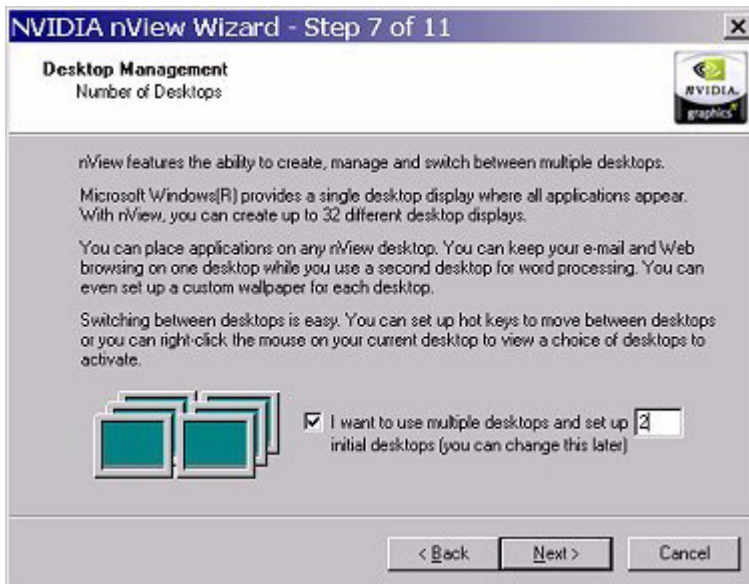 NVIDIA nView Wizard - Step 7 of 11
Desktop Management
Number of Desktops
NVIDIA.
graphics
nView features the ability to create, manage and switch between multiple desktops.
Microsoft Windows(R) provides a single desktop display where all applications appear.
With nView, you can create up to 32 different desktop displays.
You can place applications on any nView desktop. You can keep your e-mail and Web
browsing on one desktop while you use a second desktop for word processing. You can
even set up a custom wallpaper for each desktop.
Switching between desktops is easy. You can set up hot keys to move between desktops
or you can right-click the mouse on your current desktop to view a choice of desktops to
activate.
I want to use multiple desktops and set up 2
initial desktops (you can change this later)
< Back Next > Cancel